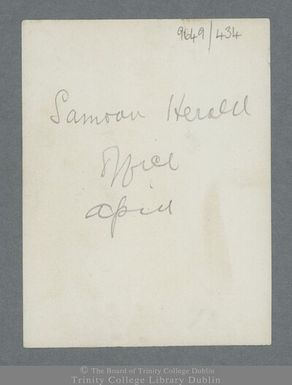 9649/434
Samoan Herald
Office
Apia
© The Board of Trinity College Dublin
Trinity College Library Dublin